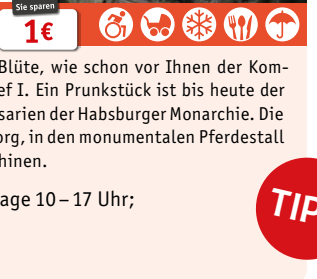 Sie sparen
1€
Blüte, wie schon vor Ihnen der Kom-
ef I. Ein Prunkstück ist bis heute der
sarien der Habsburger Monarchie. Die
org, in den monumentalen Pferdestall
hinen.
age 10 – 17 Uhr;
TIP